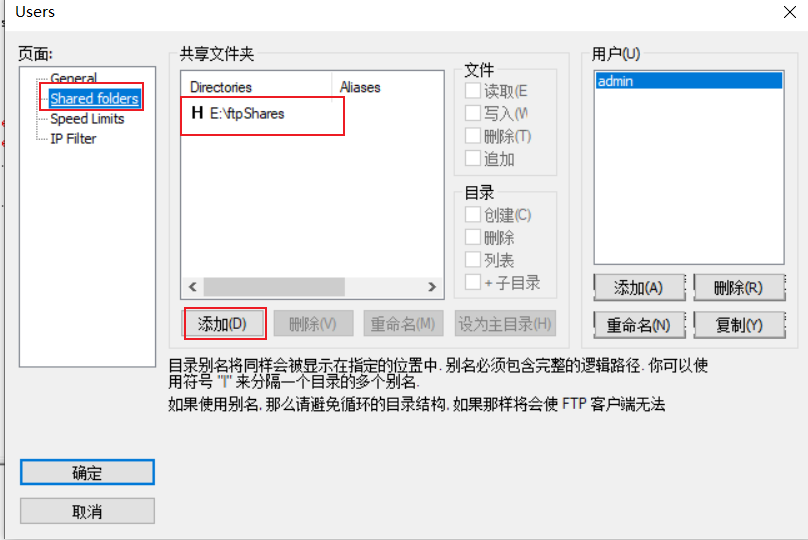 Users
页面:
General
Shared folders
Speed Limits
IP Filter
共享文件夹
Directories Aliases
H E:\ftpShares
添加(D) 删除(V) 重命名(M) 设为主目录(H)
文件
读取(E
写入(W
删除(T)
追加
目录
创建(C)
删除
列表
+ 子目录
用户(U)
admin
添加(A) 删除(R)
重命名(N) 复制(Y)
目录别名将同样会被显示在指定的位置中. 别名必须包含完整的逻辑路径. 你可以使
用符号 "|" 来分隔一个目录的多个别名.
如果使用别名, 那么请避免循环的目录结构, 如果那样将会使 FTP 客户端无法
确定
取消